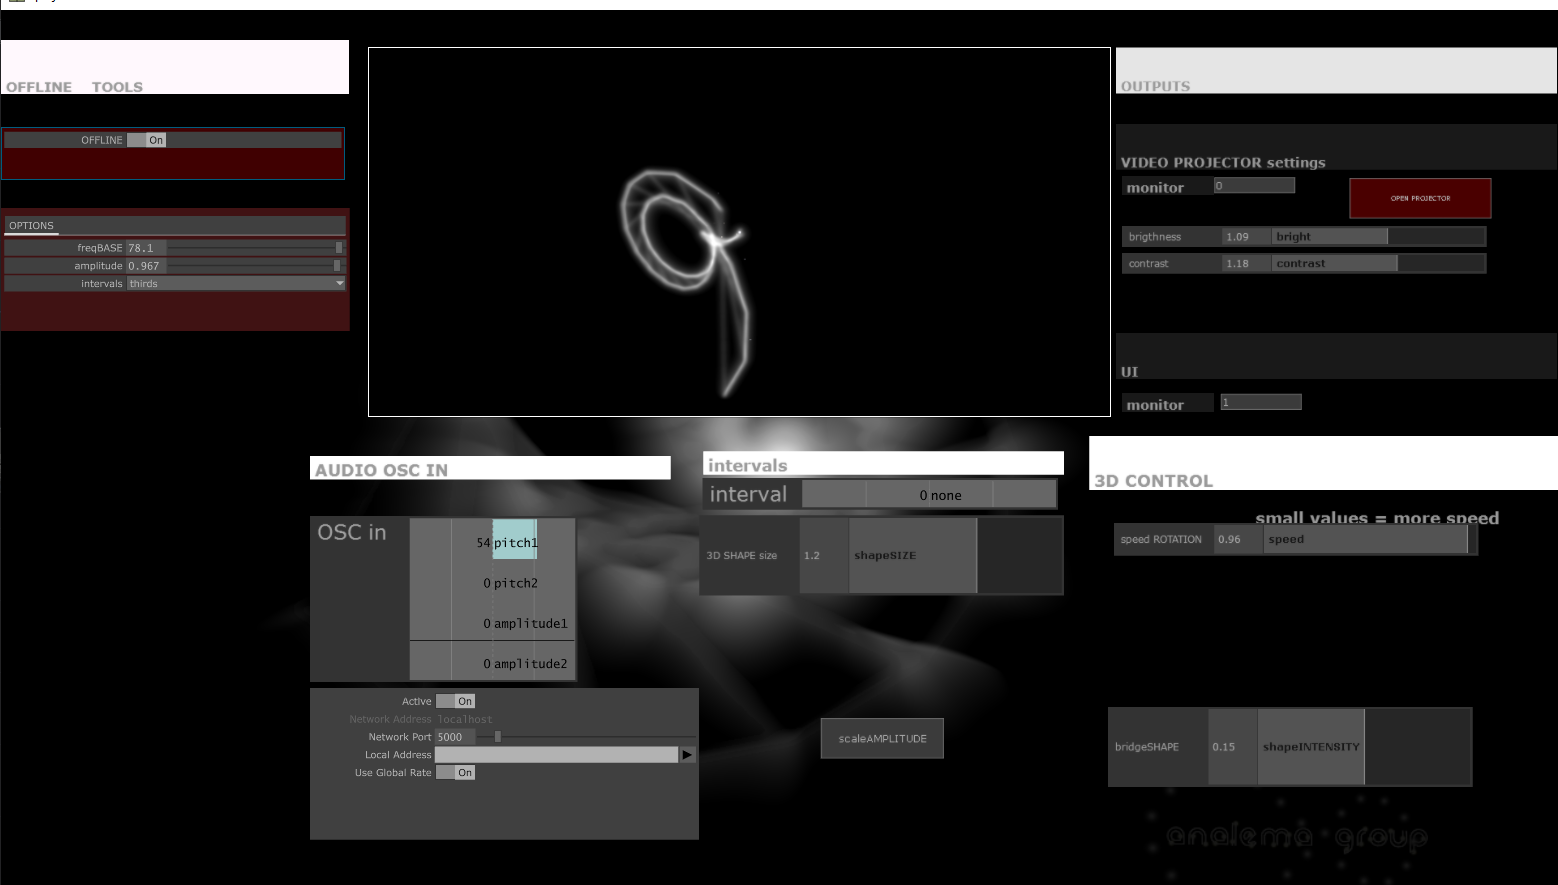 OFFLINE TOOLS
OFFLINE On
OPTIONS
freqBASE 78.1
amplitude 0.967
intervals thirds
OUTPUTS
VIDEO PROJECTOR settings
monitor 0
OPEN PROJECTOR
brigthness 1.09 bright
contrast 1.18 contrast
UI
monitor 1
AUDIO OSC IN
OSC in
54 pitch1
0 pitch2
0 amplitude1
0 amplitude2
Active On
Network Address localhost
Network Port 5000
Local Address
Use Global Rate On
intervals
interval 0 none
3D SHAPE size 1.2 shapeSIZE
scaleAMPLITUDE
3D CONTROL
small values = more speed
speed ROTATION 0.96 speed
bridgeSHAPE 0.15 shapeINTENSITY
analema group